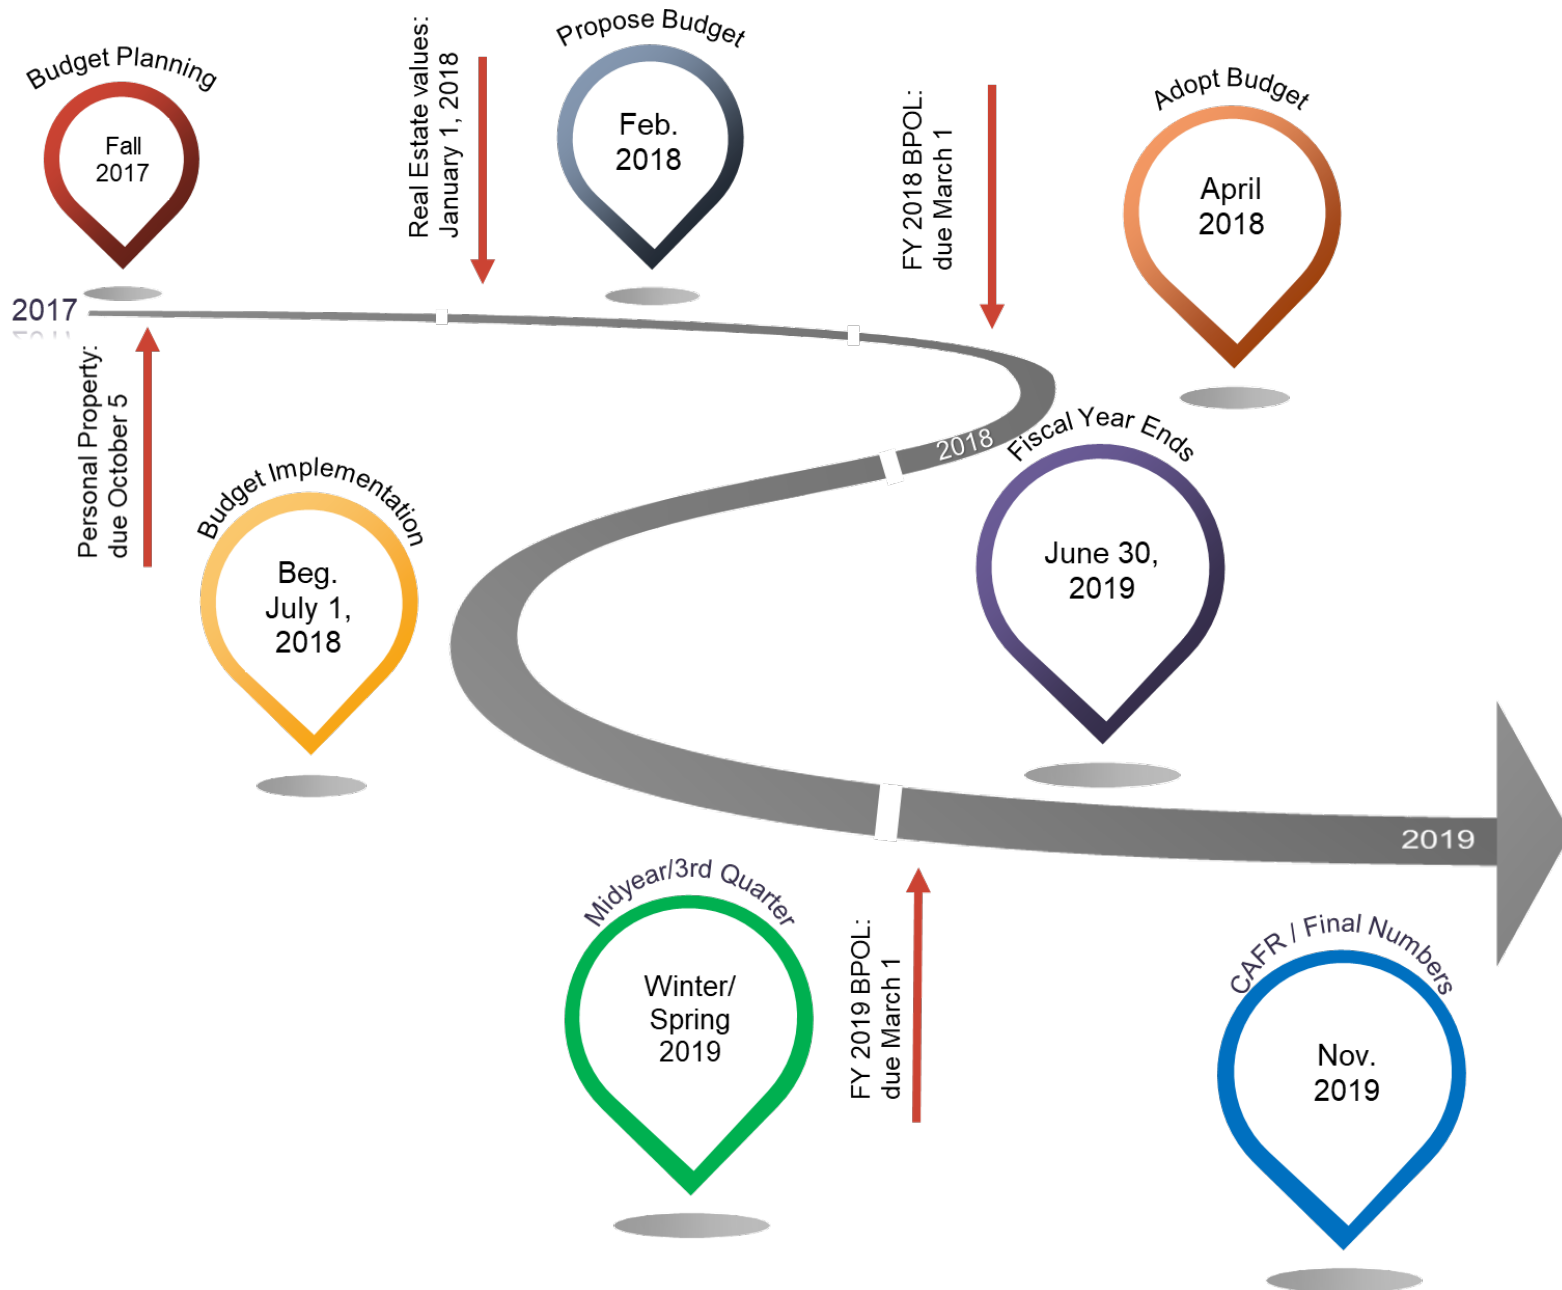 Budget Planning
Fall
2017
Real Estate values:
January 1, 2018
Propose Budget
Feb.
2018
FY 2018 BPOL:
due March 1
Adopt Budget
April
2018
2017
Personal Property:
due October 5
2018
Budget Implementation
Beg.
July 1,
2018
Fiscal Year Ends
June 30,
2019
2019
Midyear/3rd Quarter
Winter/
Spring
2019
FY 2019 BPOL:
due March 1
CAFR / Final Numbers
Nov.
2019